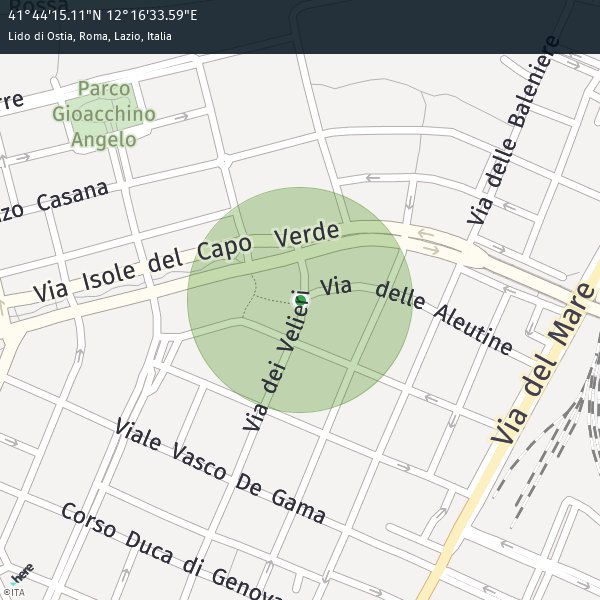 41°44'15.11"N 12°16'33.59"E
Lido di Ostia, Roma, Lazio, Italia
Parco
Gioacchino
Angelo
Via delle Baleniere
Casana
Via Isole del Capo Verde
Via delle Aleutine
Via dei Velieri
Via del Mare
Viale Vasco De Gama
Corso Duca di Genova
here
©ITA